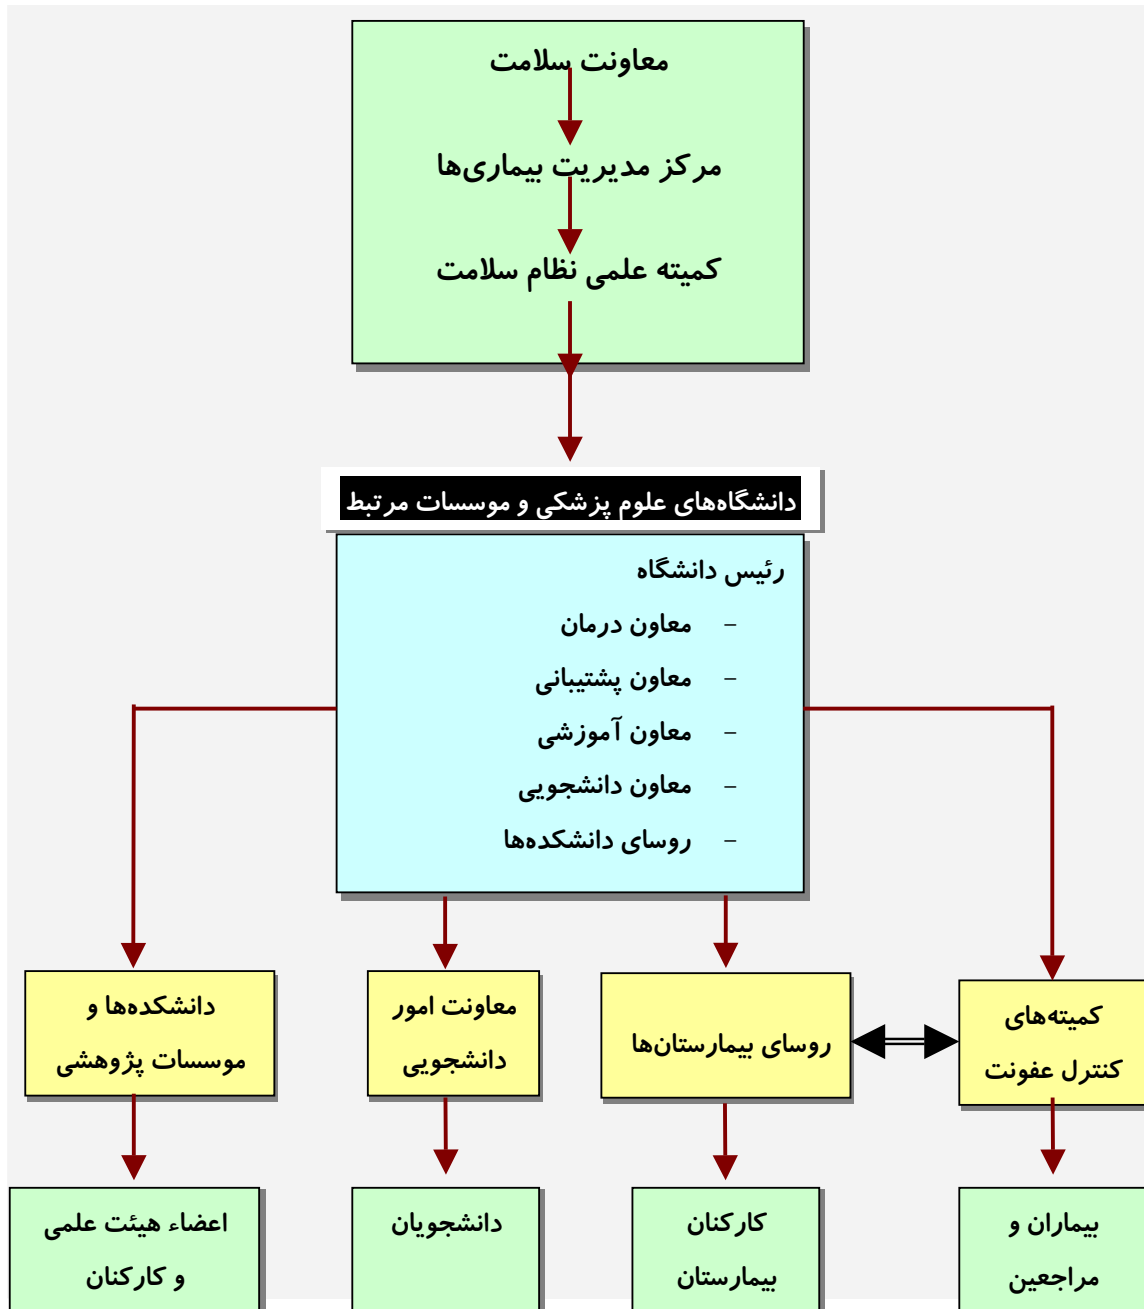 معاونت سلامت
مرکز مدیریت بیماری‌ها
کمیته علمی نظام سلامت
دانشگاه‌های علوم پزشکی و موسسات مرتبط
رئیس دانشگاه
- معاون درمان
- معاون پشتیبانی
- معاون آموزشی
- معاون دانشجویی
- روسای دانشکده‌ها
کمیته‌های
کنترل عفونت
روسای بیمارستان‌ها
معاونت امور
دانشجویی
دانشکده‌ها و
موسسات پژوهشی
بیماران و
مراجعین
کارکنان
بیمارستان
دانشجویان
اعضاء هیئت علمی
و کارکنان